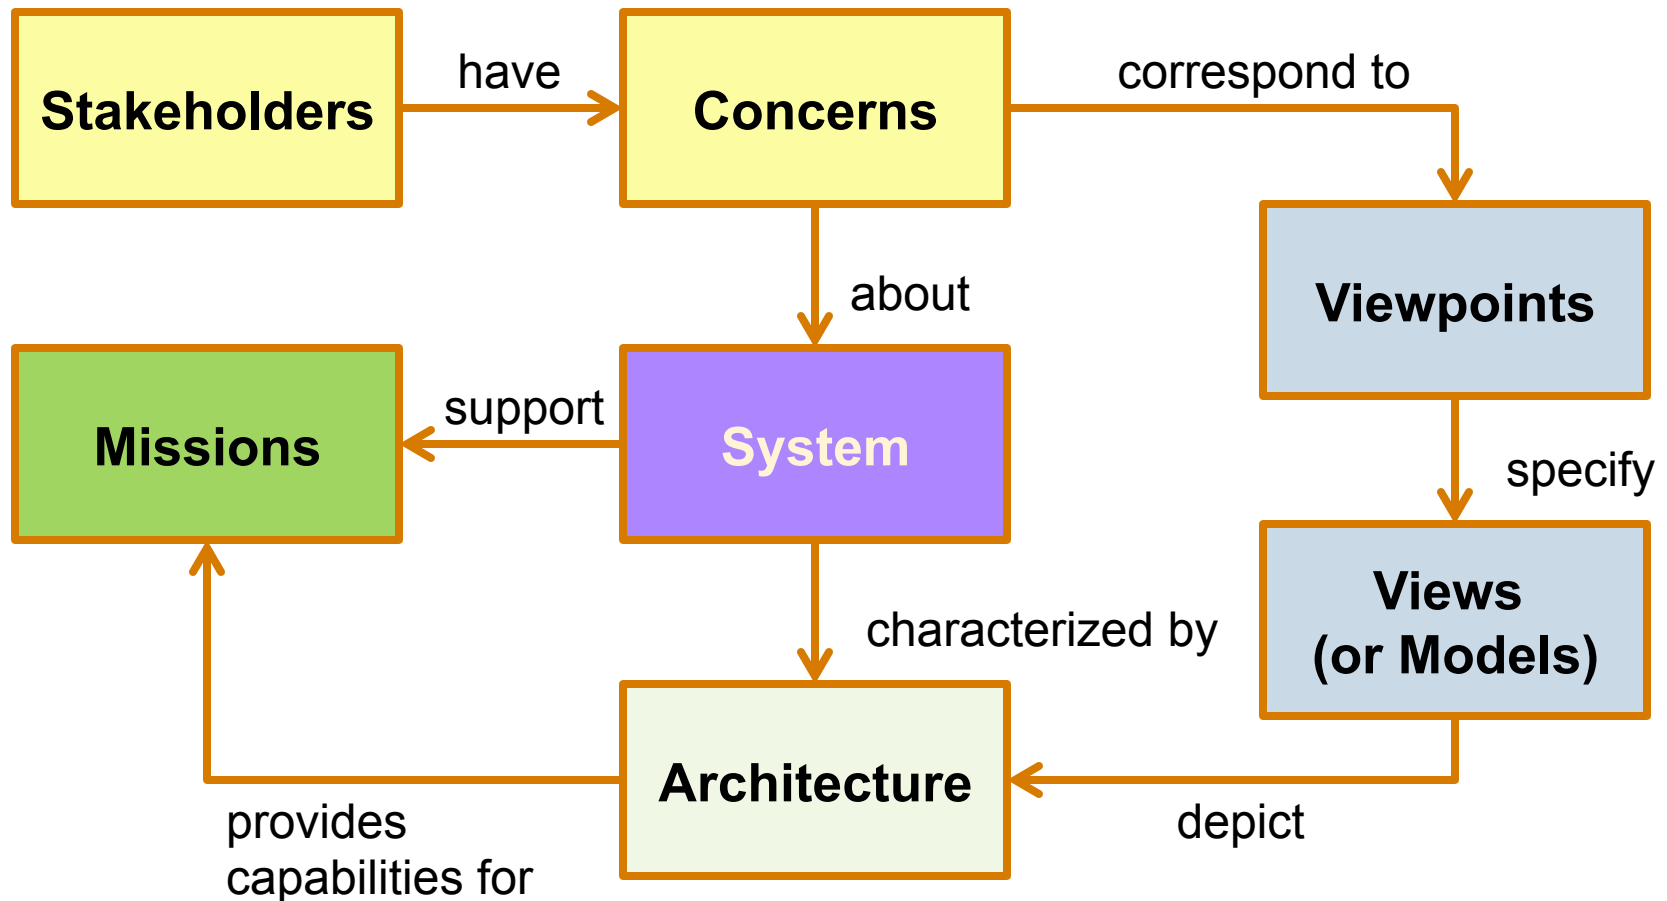 Stakeholders
have
Concerns
correspond to
Viewpoints
about
Missions
support
System
specify
Views
(or Models)
characterized by
Architecture
depict
provides
capabilities for